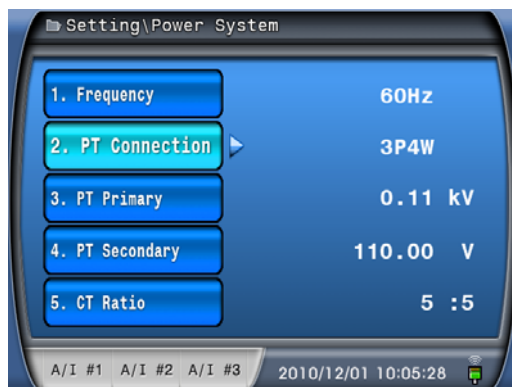 Setting\Power System
1. Frequency 60Hz
2. PT Connection 3P4W
3. PT Primary 0.11 kV
4. PT Secondary 110.00 V
5. CT Ratio 5 :5
A/I #1 A/I #2 A/I #3 2010/12/01 10:05:28